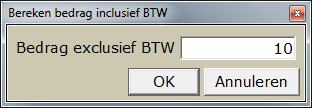 Bereken bedrag inclusief BTW
Bedrag exclusief BTW 10
OK Annuleren